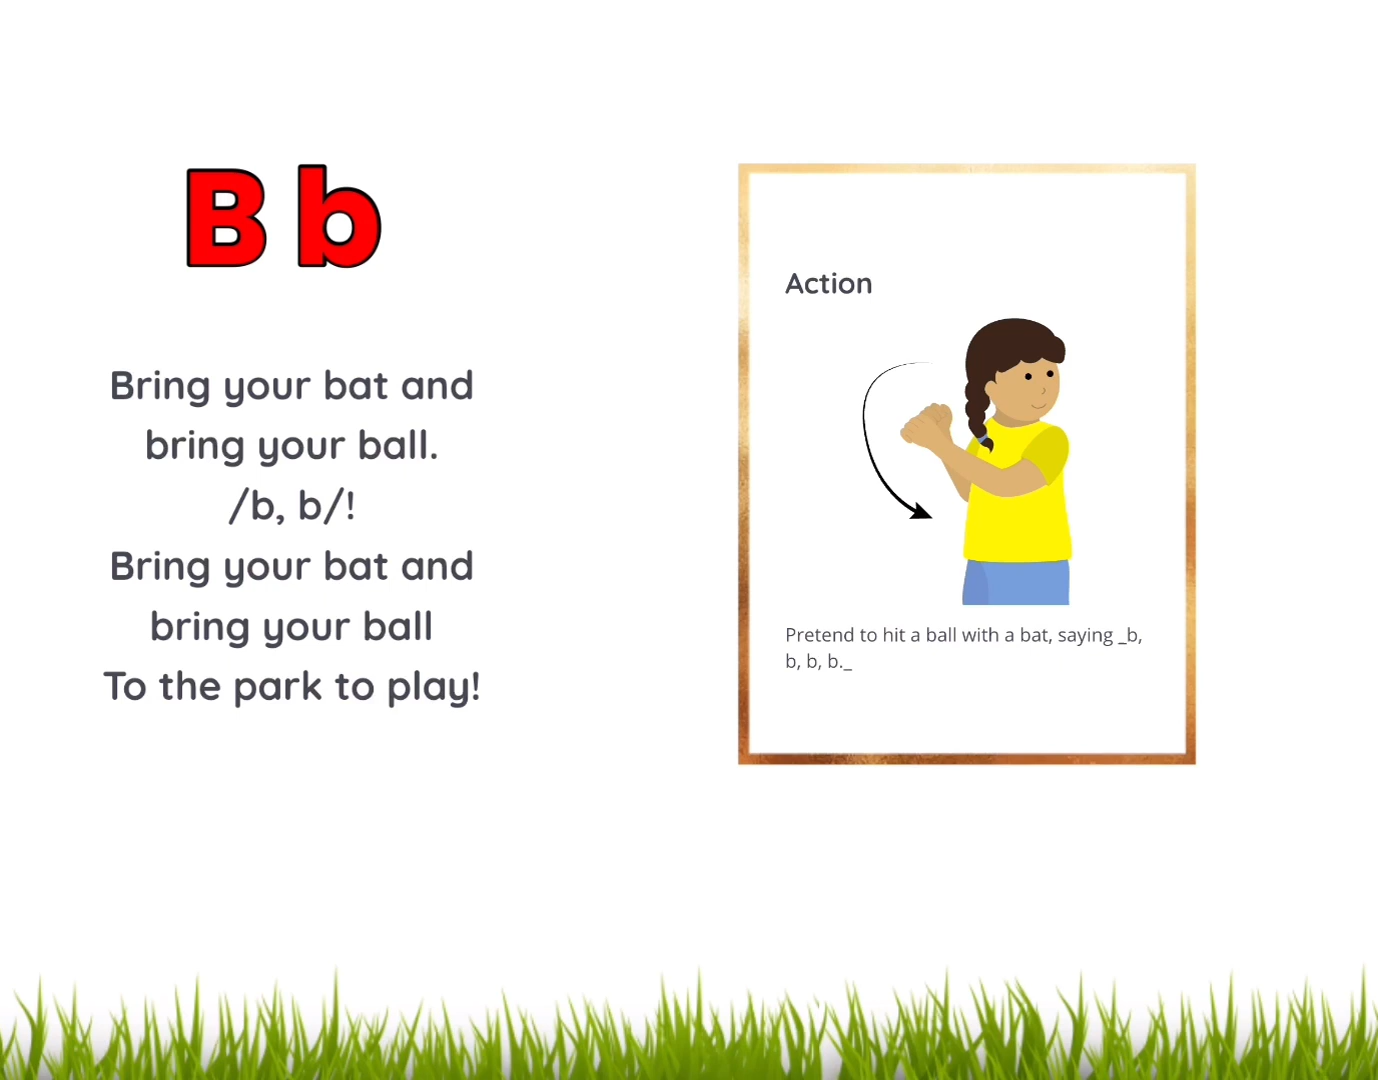 B b
Bring your bat and
bring your ball.
/b, b/!
Bring your bat and
bring your ball
To the park to play!
Action
Pretend to hit a ball with a bat, saying _b,
b, b, b._